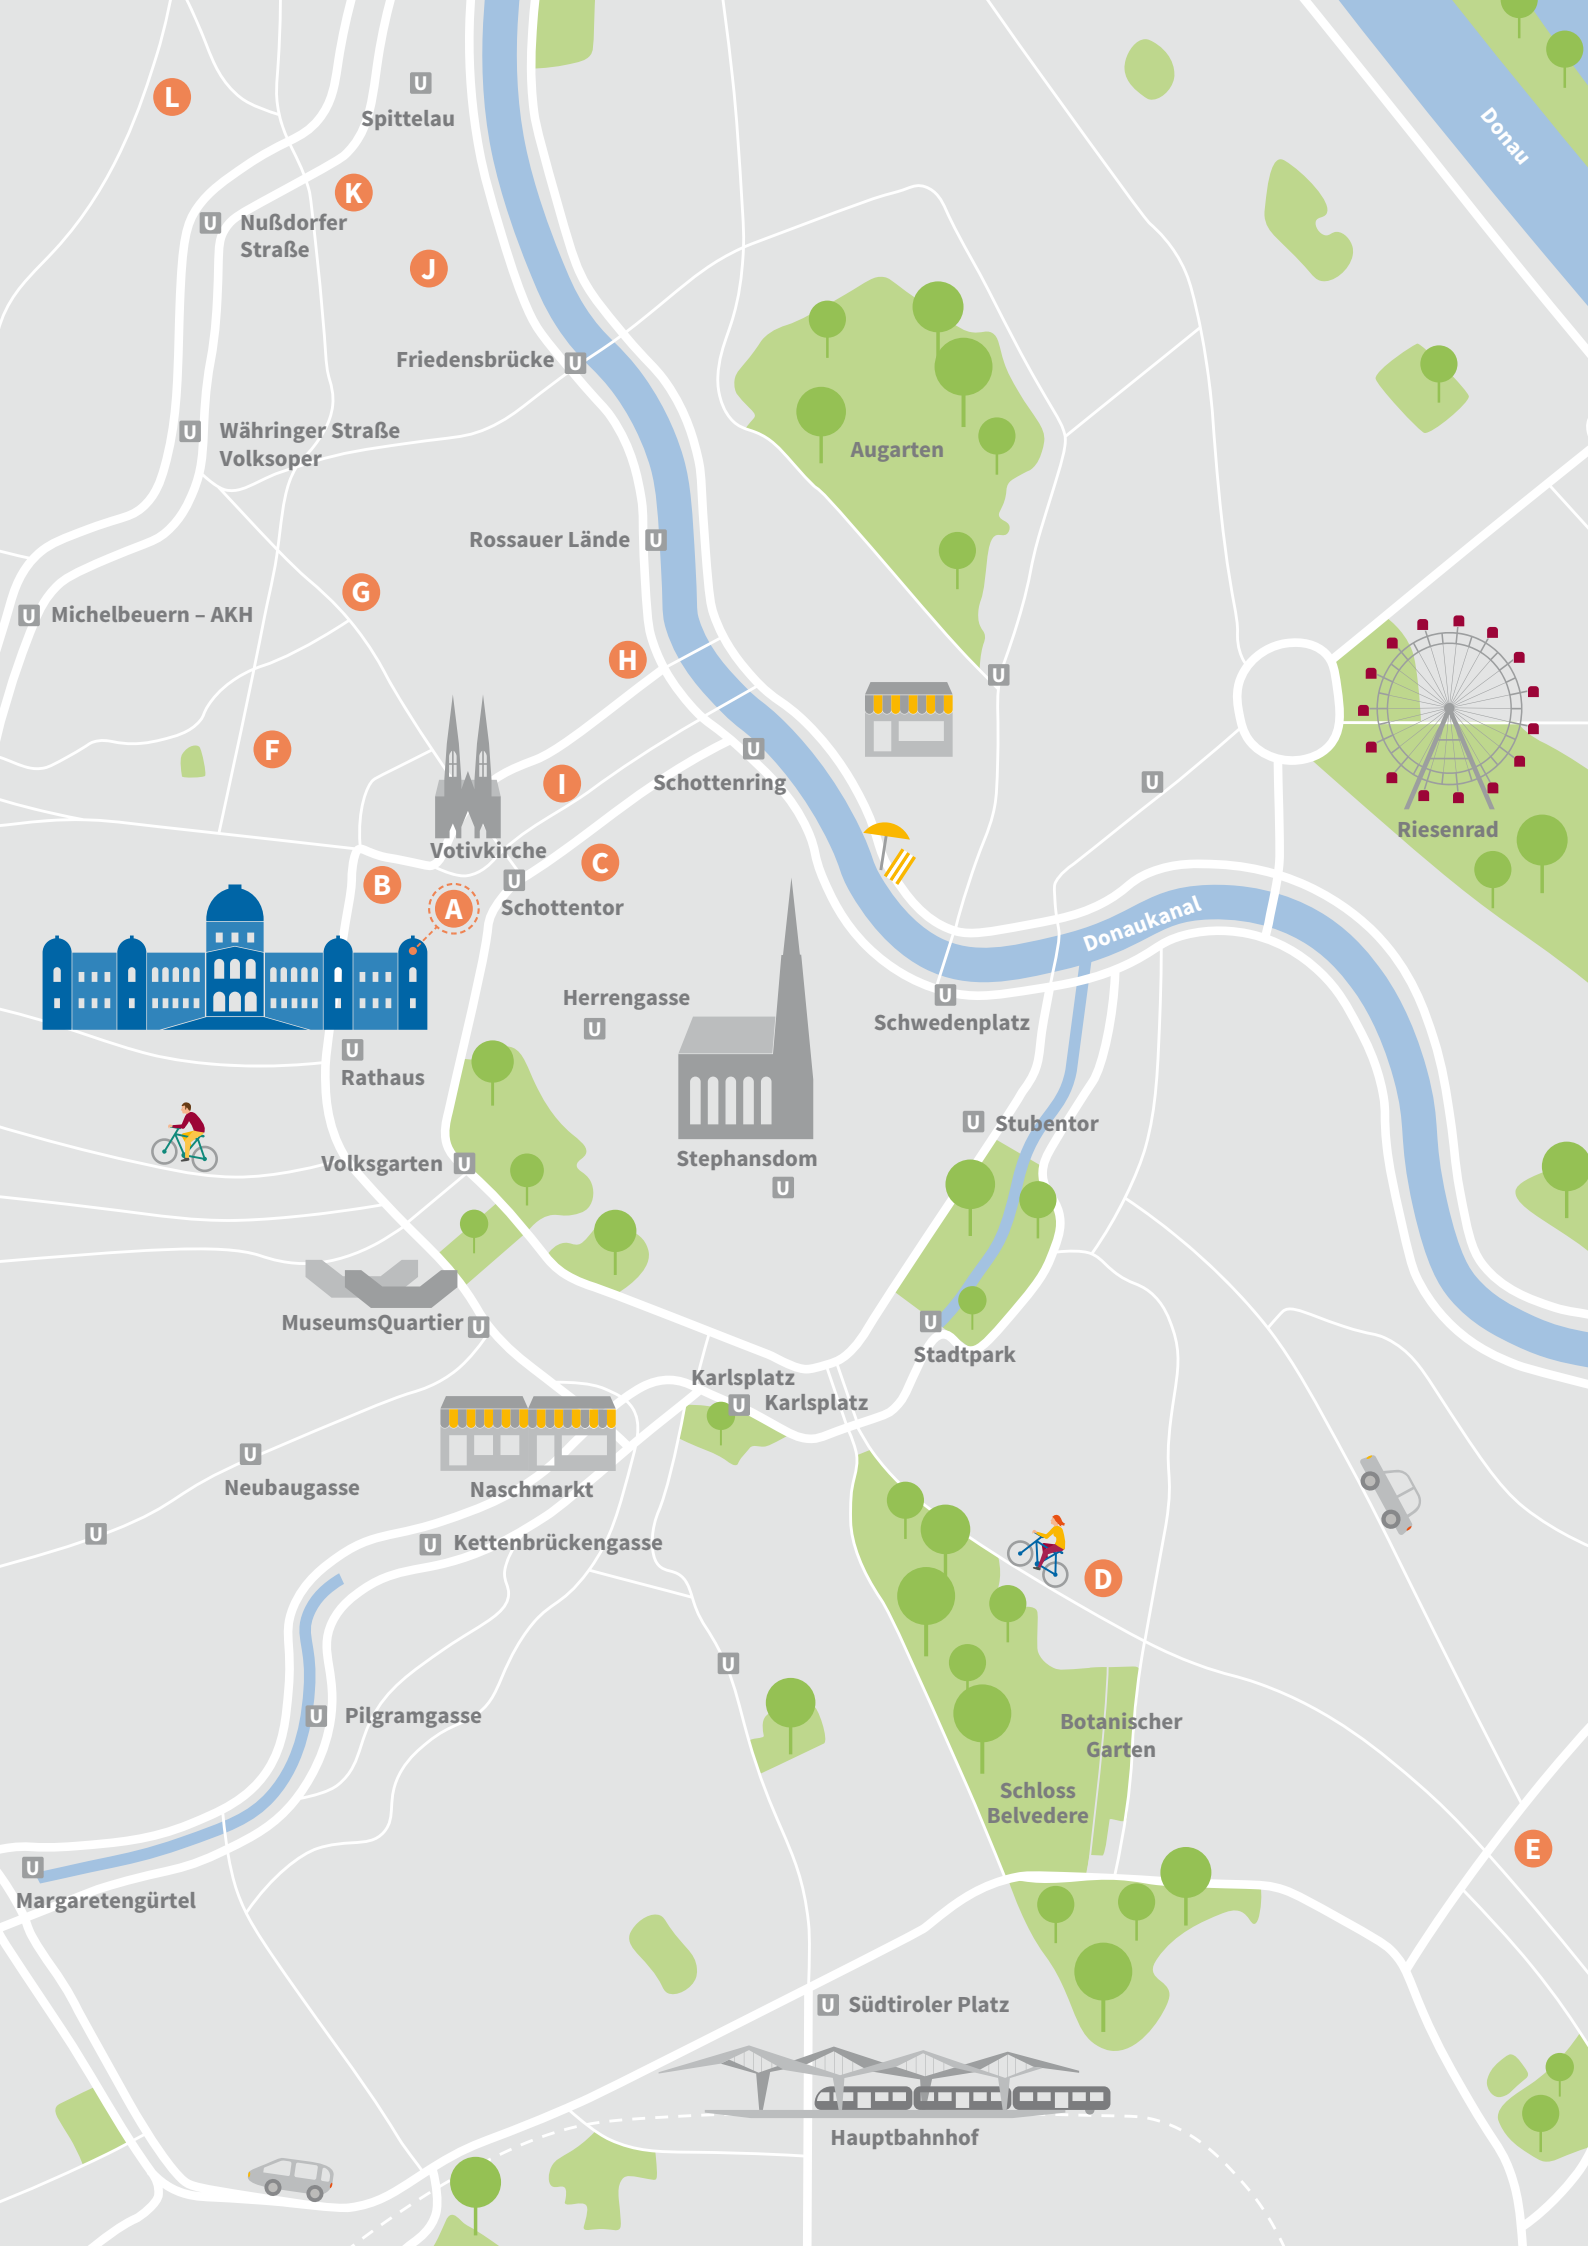 L
U
Spittelau
Donau
K
U
Nußdorfer
Straße
J
Friedensbrücke
U
U
Währinger Straße
Volksoper
Augarten
Rossauer Lände
U
G
U
Michelbeuern – AKH
H
U
F
U
Schottenring
I
U
Riesenrad
Votivkirche
C
B
U
A
Schottentor
Donaukanal
Herrengasse
U
U
Schwedenplatz
U
Rathaus
U
Stubentor
Volksgarten
U
Stephansdom
U
MuseumsQuartier
U
U
Stadtpark
Karlsplatz
U
Karlsplatz
U
Neubaugasse
Naschmarkt
U
U
Kettenbrückengasse
D
U
U
Pilgramgasse
Botanischer
Garten
Schloss
Belvedere
E
U
Margaretengürtel
U
Südtiroler Platz
Hauptbahnhof